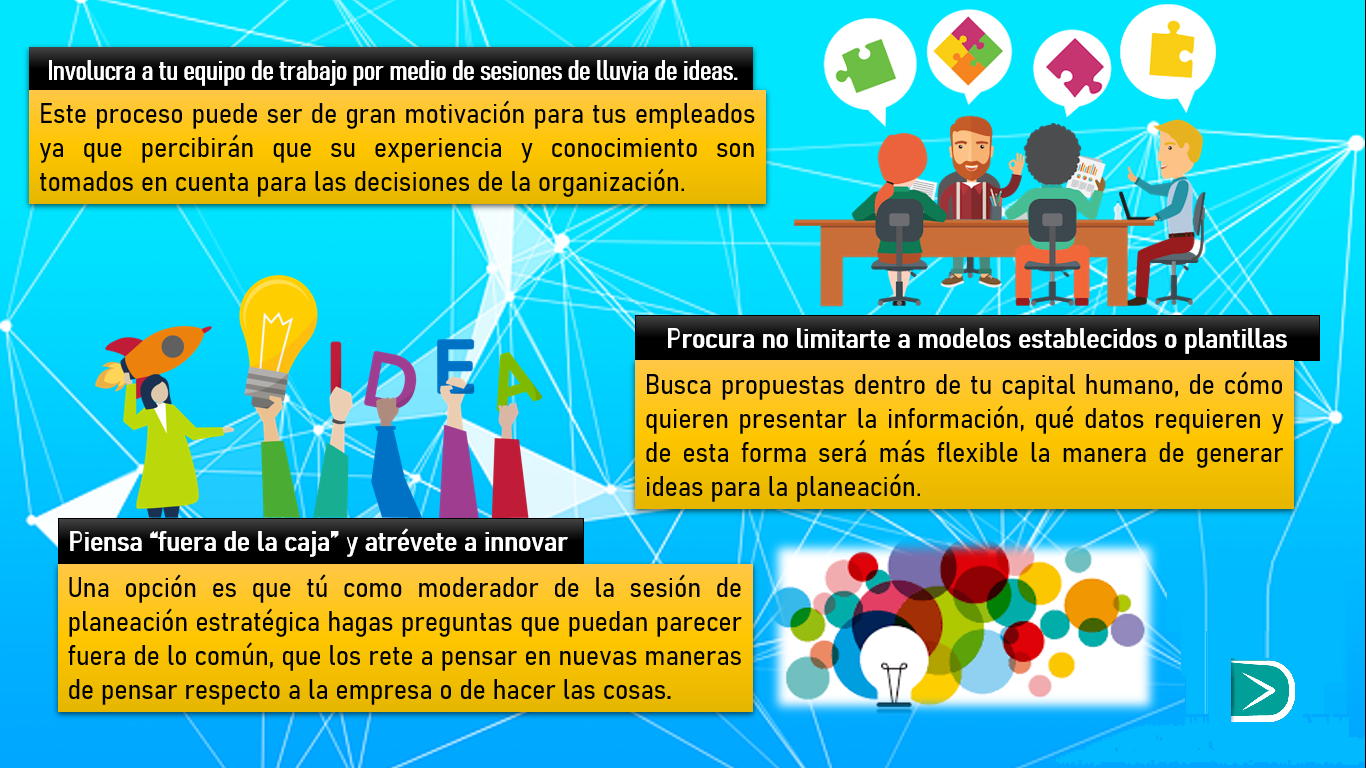 Involucra a tu equipo de trabajo por medio de sesiones de lluvia de ideas.
Este proceso puede ser de gran motivación para tus empleados
ya que percibirán que su experiencia y conocimiento son
tomados en cuenta para las decisiones de la organización.
IDEA
Procura no limitarte a modelos establecidos o plantillas
Busca propuestas dentro de tu capital humano, de cómo
quieren presentar la información, qué datos requieren y
de esta forma será más flexible la manera de generar
ideas para la planeación.
Piensa “fuera de la caja” y atrévete a innovar
Una opción es que tú como moderador de la sesión de
planeación estratégica hagas preguntas que puedan parecer
fuera de lo común, que los rete a pensar en nuevas maneras
de pensar respecto a la empresa o de hacer las cosas.